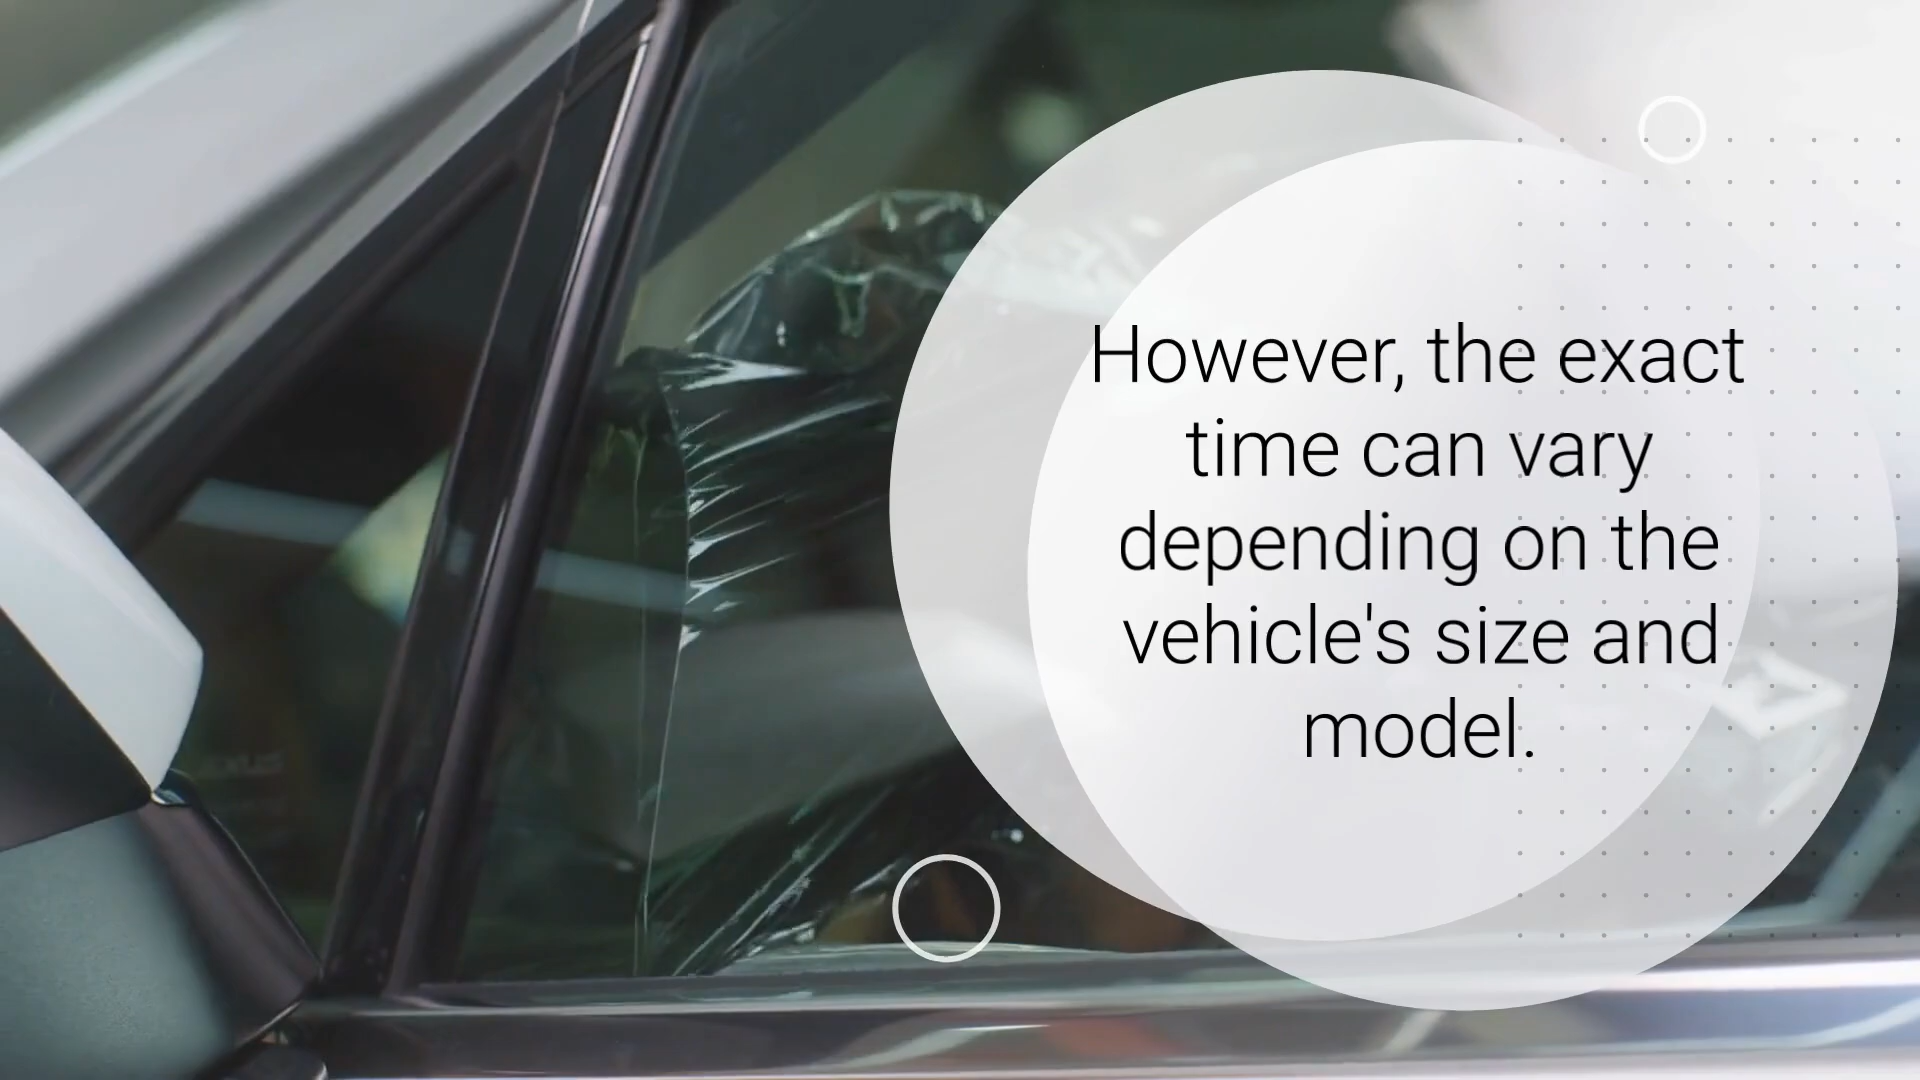 However, the exact
time can vary
depending on the
vehicle's size and
model.